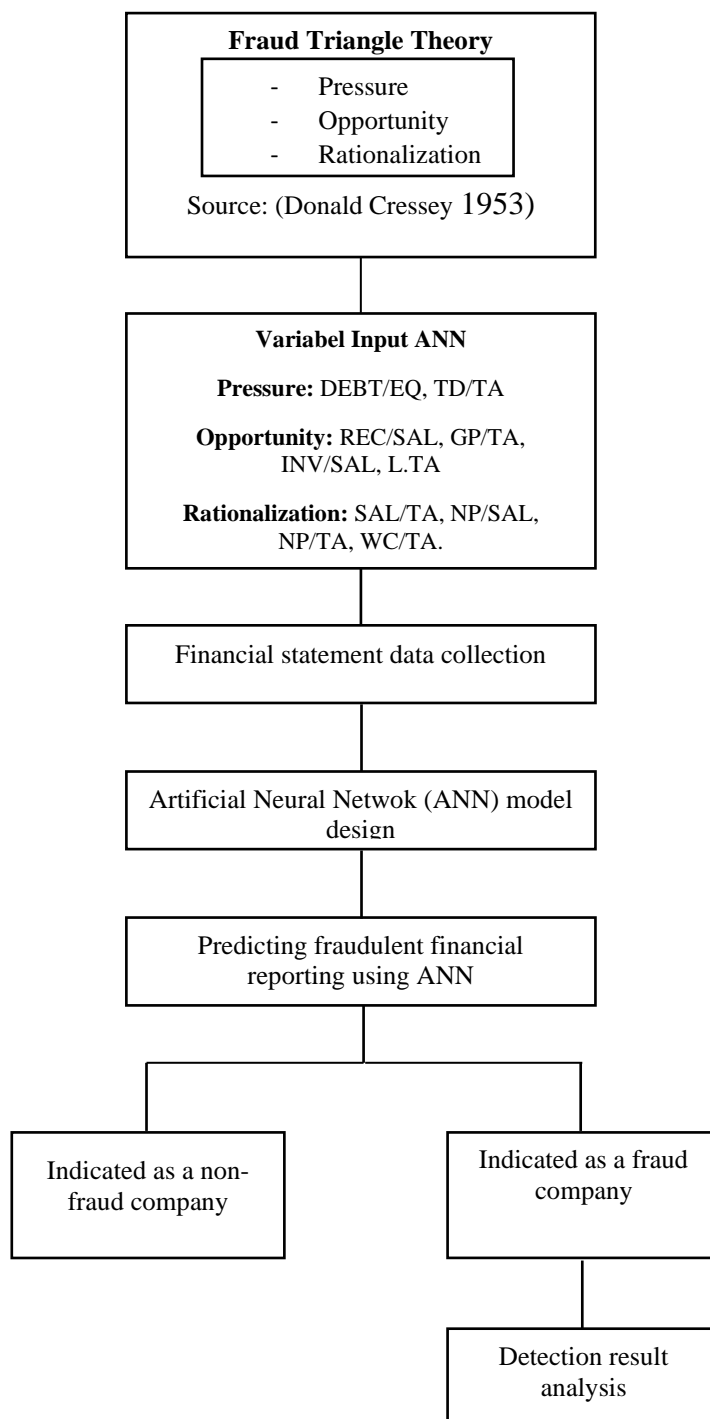 Fraud Triangle Theory
- Pressure
- Opportunity
- Rationalization
Source: (Donald Cressey 1953)
Variabel Input ANN
Pressure: DEBT/EQ, TD/TA
Opportunity: REC/SAL, GP/TA,
INV/SAL, L.TA
Rationalization: SAL/TA, NP/SAL,
NP/TA, WC/TA.
Financial statement data collection
Artificial Neural Netwok (ANN) model
design
Predicting fraudulent financial
reporting using ANN
Indicated as a non-
fraud company
Indicated as a fraud
company
Detection result
analysis